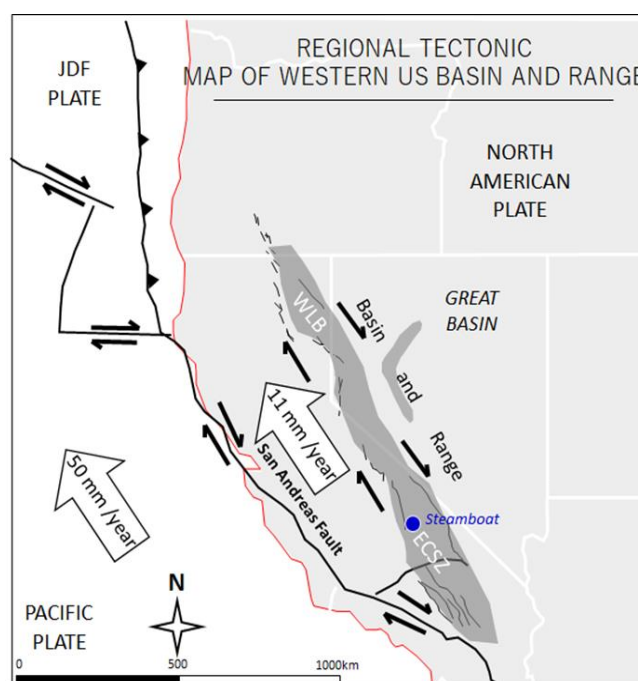 REGIONAL TECTONIC
MAP OF WESTERN US BASIN AND RANGE
JDF
PLATE
NORTH
AMERICAN
PLATE
GREAT
BASIN
WLB
Basin
and
Range
11 mm /year
50 mm /year
San Andreas Fault
Steamboat
ECSZ
N
PACIFIC
PLATE
0 500 1000km